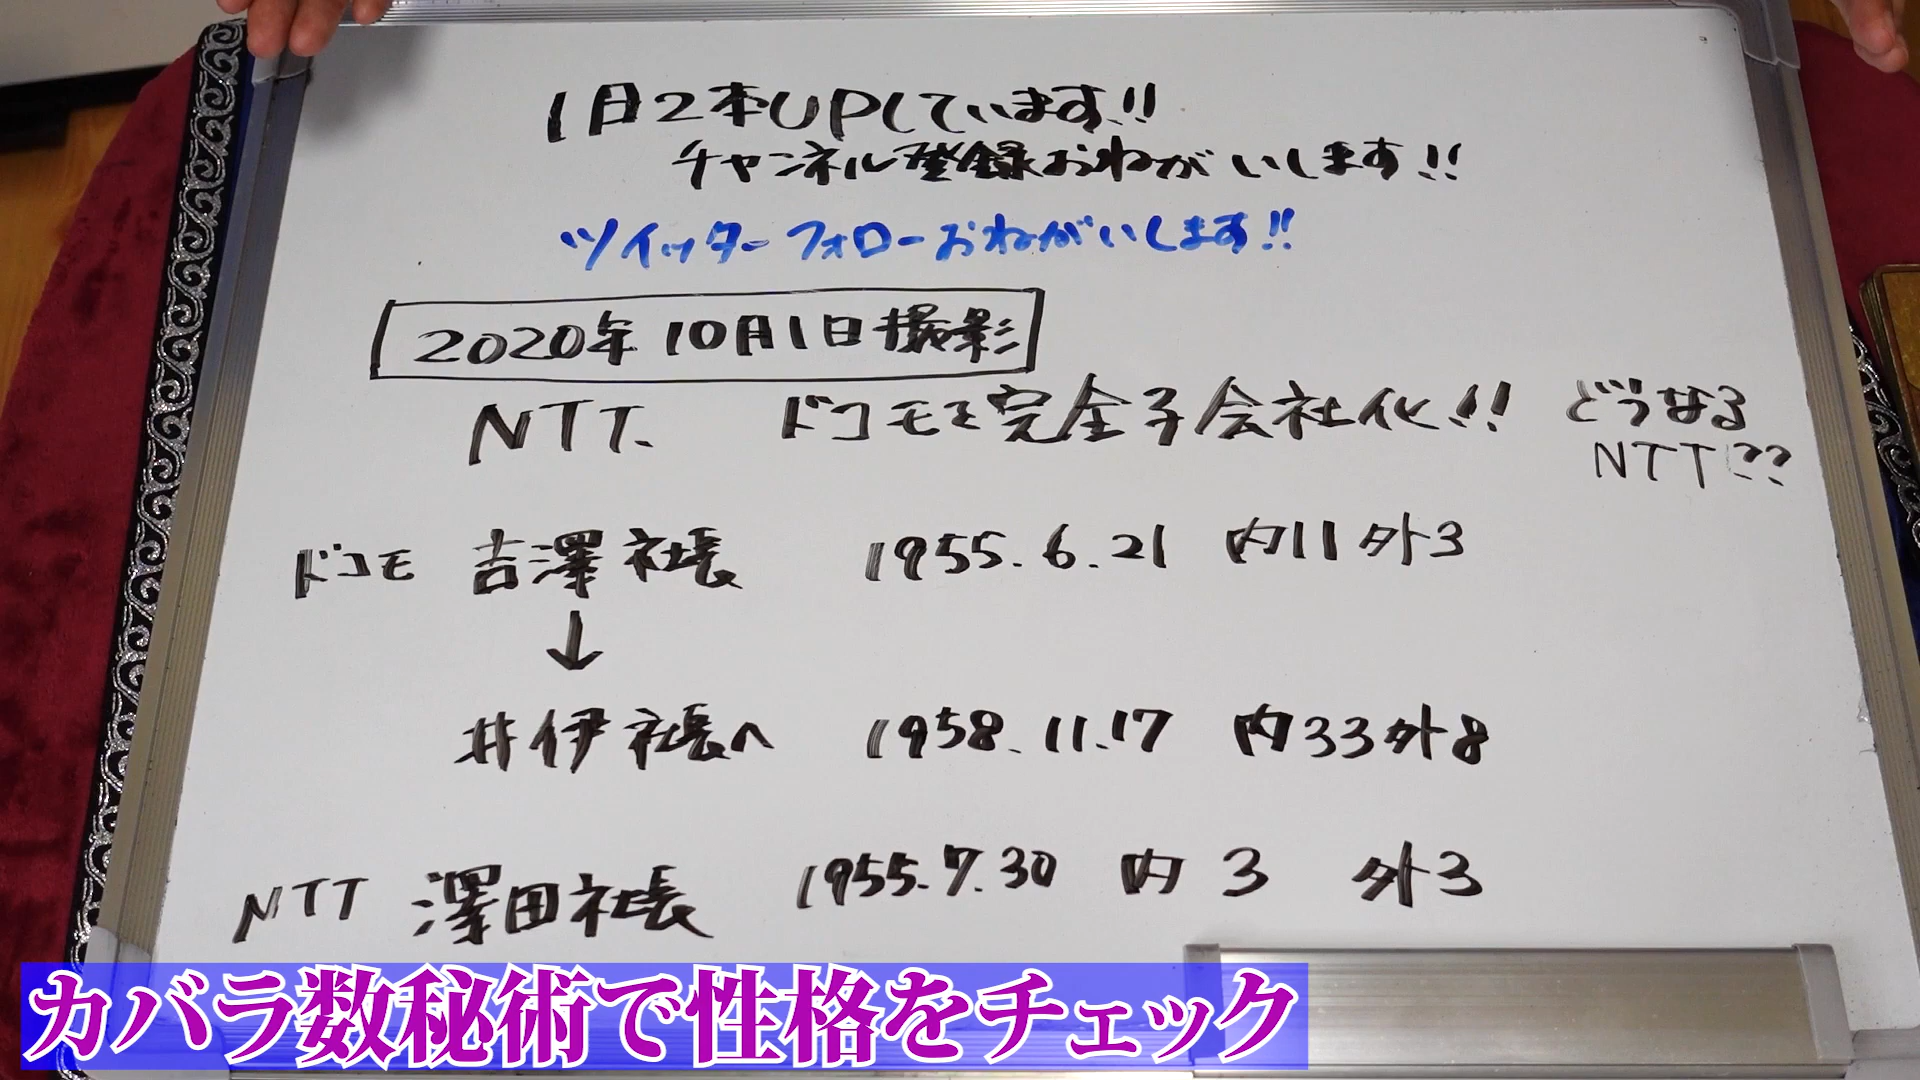 1日2本UPしています!!
チャンネル登録おねがいします!!
ツイッターフォローおねがいします!!
2020年10月1日撮影
NTT、 ドコモを完全子会社化!! どうなる
NTT??
ドコモ 吉澤社長 1955.6.21 内11外3
↓
井伊社長へ 1958.11.17 内33外8
NTT 澤田社長 1955.7.30 内3 外3
カバラ数秘術で性格をチェック